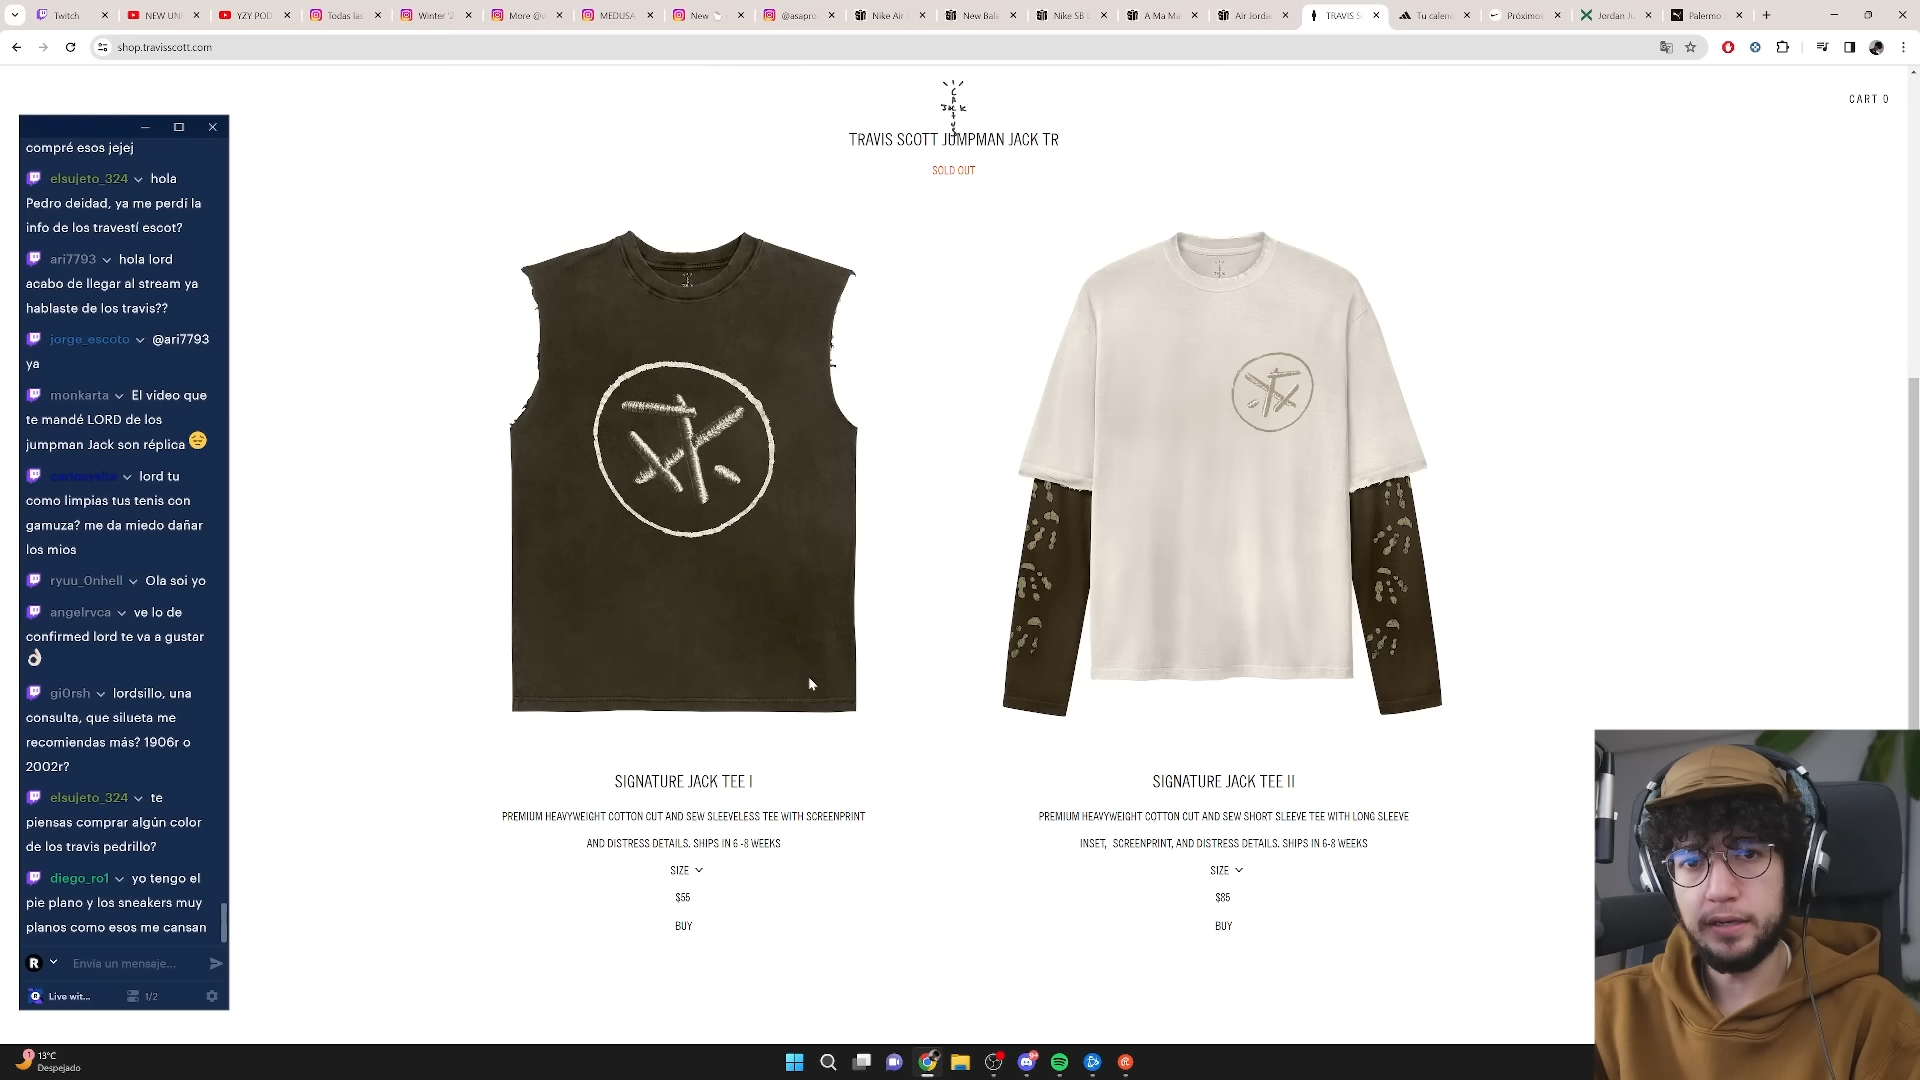 Twitch
NEW UNI
YZY POD
Todas las
Winter '2
More @v
MEDUSA
New
@asapro
Nike Air
New Bala
Nike SB
A Ma Ma
Air Jorda
TRAVIS S
Tu calen
Próximos
Jordan Ju
Palermo
shop.travisscott.com
CART 0
TRAVIS SCOTT JUMPMAN JACK TR
SOLD OUT
compré esos jejej
elsujeto_324 hola
Pedro deidad, ya me perdí la
info de los travestí escot?
ari7793 hola lord
acabo de llegar al stream ya
hablaste de los travis??
jorge_escoto @ari7793
ya
monkarta El vídeo que
te mandé LORD de los
jumpman Jack son réplica
lord tu
como limpias tus tenis con
gamuza? me da miedo dañar
los mios
ryuu_0nhell Ola soi yo
angelrvca ve lo de
confirmed lord te va a gustar
gi0rsh lordsillo, una
consulta, que silueta me
recomiendas más? 1906r o
2002r?
elsujeto_324 te
piensas comprar algún color
de los travis pedrillo?
diego_ro1 yo tengo el
pie plano y los sneakers muy
planos como esos me cansan
Envía un mensaje...
Live wit...
1/2
SIGNATURE JACK TEE I
PREMIUM HEAVYWEIGHT COTTON CUT AND SEW SLEEVELESS TEE WITH SCREENPRINT
AND DISTRESS DETAILS. SHIPS IN 6 -8 WEEKS
SIZE
$55
BUY
SIGNATURE JACK TEE II
PREMIUM HEAVYWEIGHT COTTON CUT AND SEW SHORT SLEEVE TEE WITH LONG SLEEVE
INSET, SCREENPRINT, AND DISTRESS DETAILS. SHIPS IN 6-8 WEEKS
SIZE
$85
BUY
13°C
Despejado